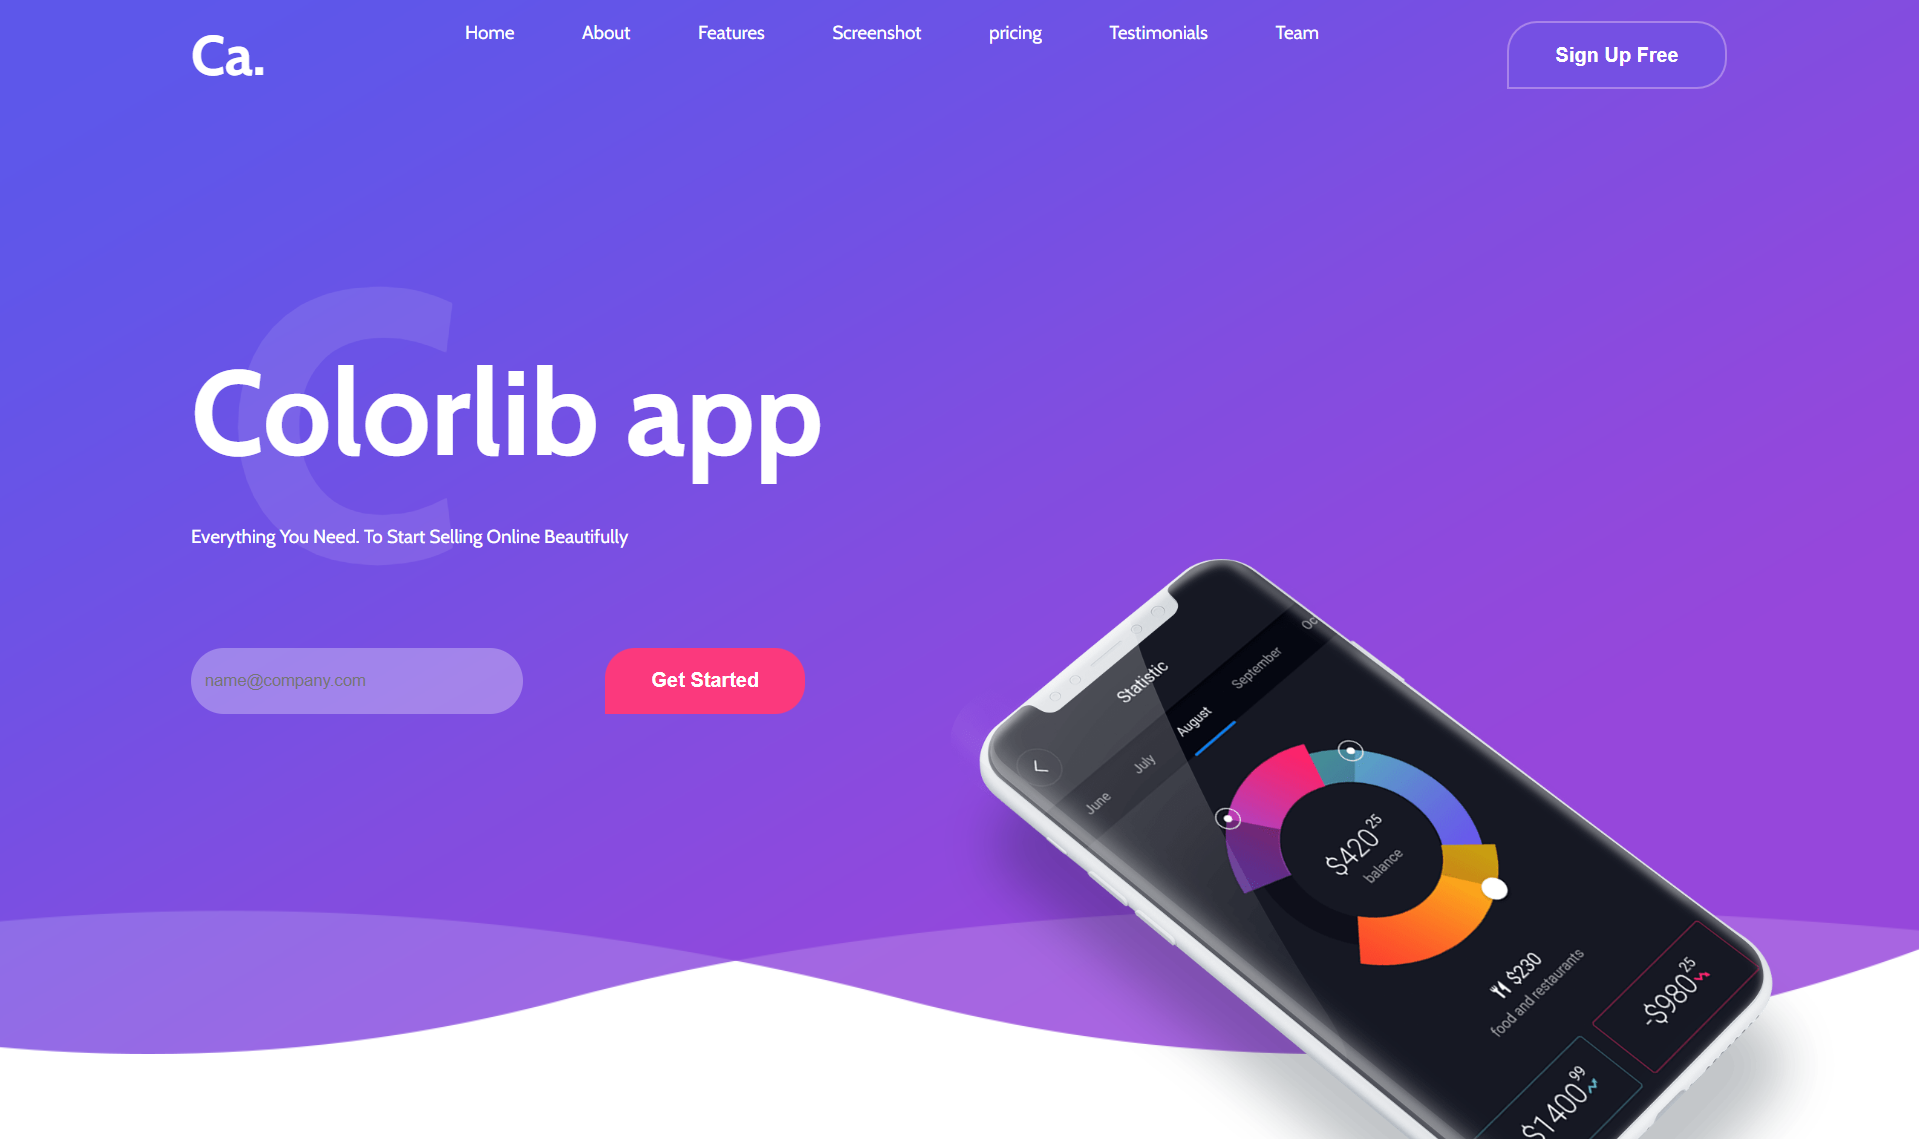 Ca.
Home About Features Screenshot pricing Testimonials Team
Sign Up Free
C
Colorlib app
Everything You Need. To Start Selling Online Beautifully
name@company.com
Get Started
Statistic
June July August September Oc
$420 25
balance
$230
food and restaurants
-$980 25
$1400 99